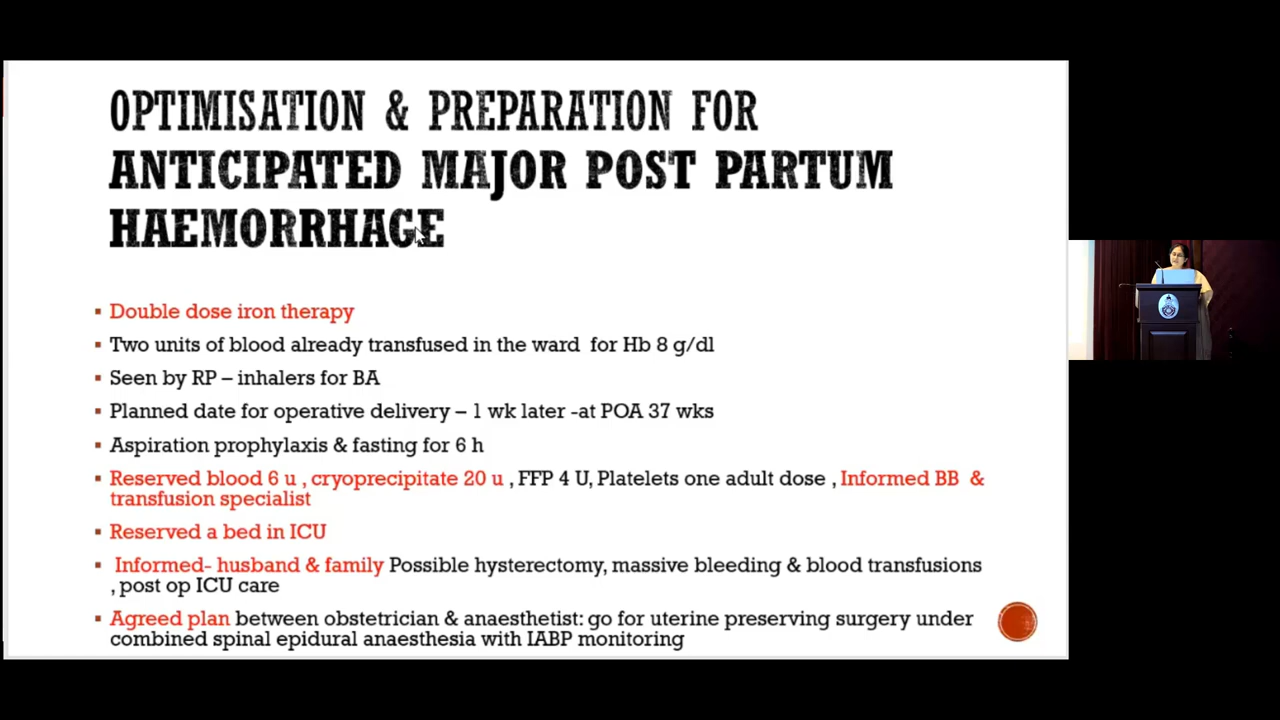 OPTIMISATION & PREPARATION FOR
ANTICIPATED MAJOR POST PARTUM
HAEMORRHAGE
▪ Double dose iron therapy
▪ Two units of blood already transfused in the ward for Hb 8 g/dl
▪ Seen by RP – inhalers for BA
▪ Planned date for operative delivery – 1 wk later -at POA 37 wks
▪ Aspiration prophylaxis & fasting for 6 h
▪ Reserved blood 6 u , cryoprecipitate 20 u , FFP 4 U, Platelets one adult dose , Informed BB &
transfusion specialist
▪ Reserved a bed in ICU
▪ Informed- husband & family Possible hysterectomy, massive bleeding & blood transfusions
, post op ICU care
▪ Agreed plan between obstetrician & anaesthetist: go for uterine preserving surgery under
combined spinal epidural anaesthesia with IABP monitoring